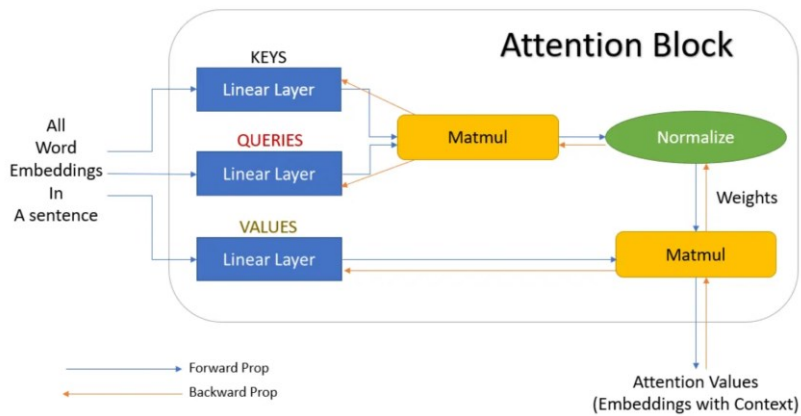 Attention Block
KEYS
Linear Layer
All
Word
Embeddings
In
A sentence
QUERIES
Linear Layer
Matmul
Normalize
Weights
VALUES
Linear Layer
Matmul
Forward Prop
Backward Prop
Attention Values
(Embeddings with Context)